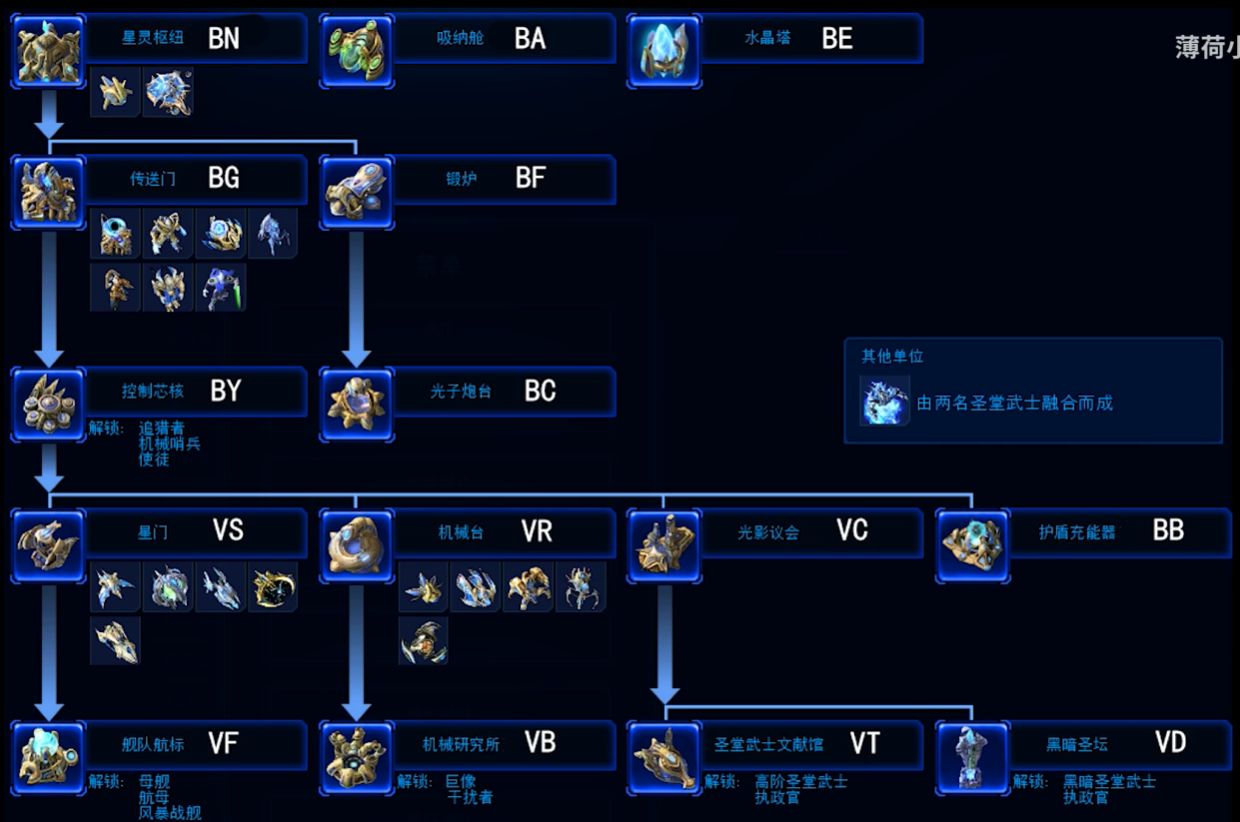 星灵枢纽 BN
吸纳舱 BA
水晶塔 BE
薄荷小
传送门 BG
锻炉 BF
其他单位
由两名圣堂武士融合而成
控制芯核 BY
光子炮台 BC
解锁: 追猎者
机械哨兵
使徒
星门 VS
机械台 VR
光影议会 VC
护盾充能器 BB
舰队航标 VF
机械研究所 VB
圣堂武士文献馆 VT
黑暗圣坛 VD
解锁: 母舰
航母
风暴战舰
解锁: 巨像
干扰者
解锁: 高阶圣堂武士
执政官
解锁: 黑暗圣堂武士
执政官